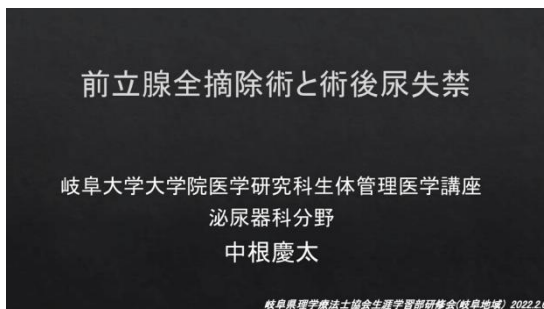 前立腺全摘除術と術後尿失禁
岐阜大学大学院医学研究科生体管理医学講座
泌尿器科分野
中根慶太
岐阜県理学療法士協会生涯学習部研修会(岐阜地域) 2022.2.